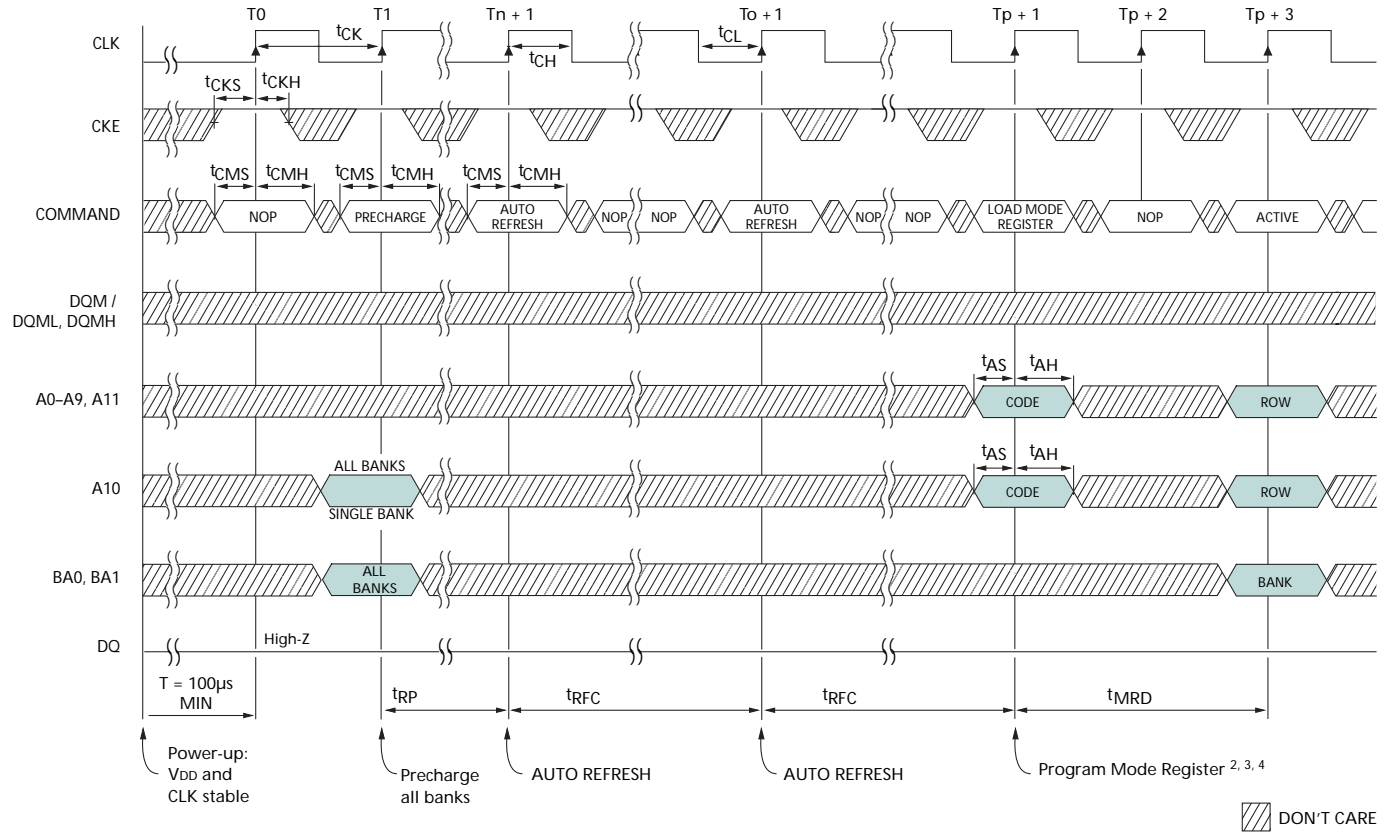 T0 T1 Tn + 1 To + 1 Tp + 1 Tp + 2 Tp + 3
CLK tCK tCH tCL
tCKS tCKH
CKE
tCMS tCMH tCMS tCMH tCMS tCMH
COMMAND NOP PRECHARGE AUTO REFRESH NOP NOP AUTO REFRESH NOP NOP LOAD MODE REGISTER NOP ACTIVE
DQM /
DQML, DQMH
tAS tAH
A0–A9, A11 CODE ROW
ALL BANKS tAS tAH
A10 CODE ROW
SINGLE BANK
BA0, BA1 ALL BANKS BANK
DQ High-Z
T = 100µs
MIN
tRP tRFC tRFC tMRD
Power-up:
VDD and
CLK stable
Precharge
all banks
AUTO REFRESH
AUTO REFRESH
Program Mode Register 2, 3, 4
DON'T CARE